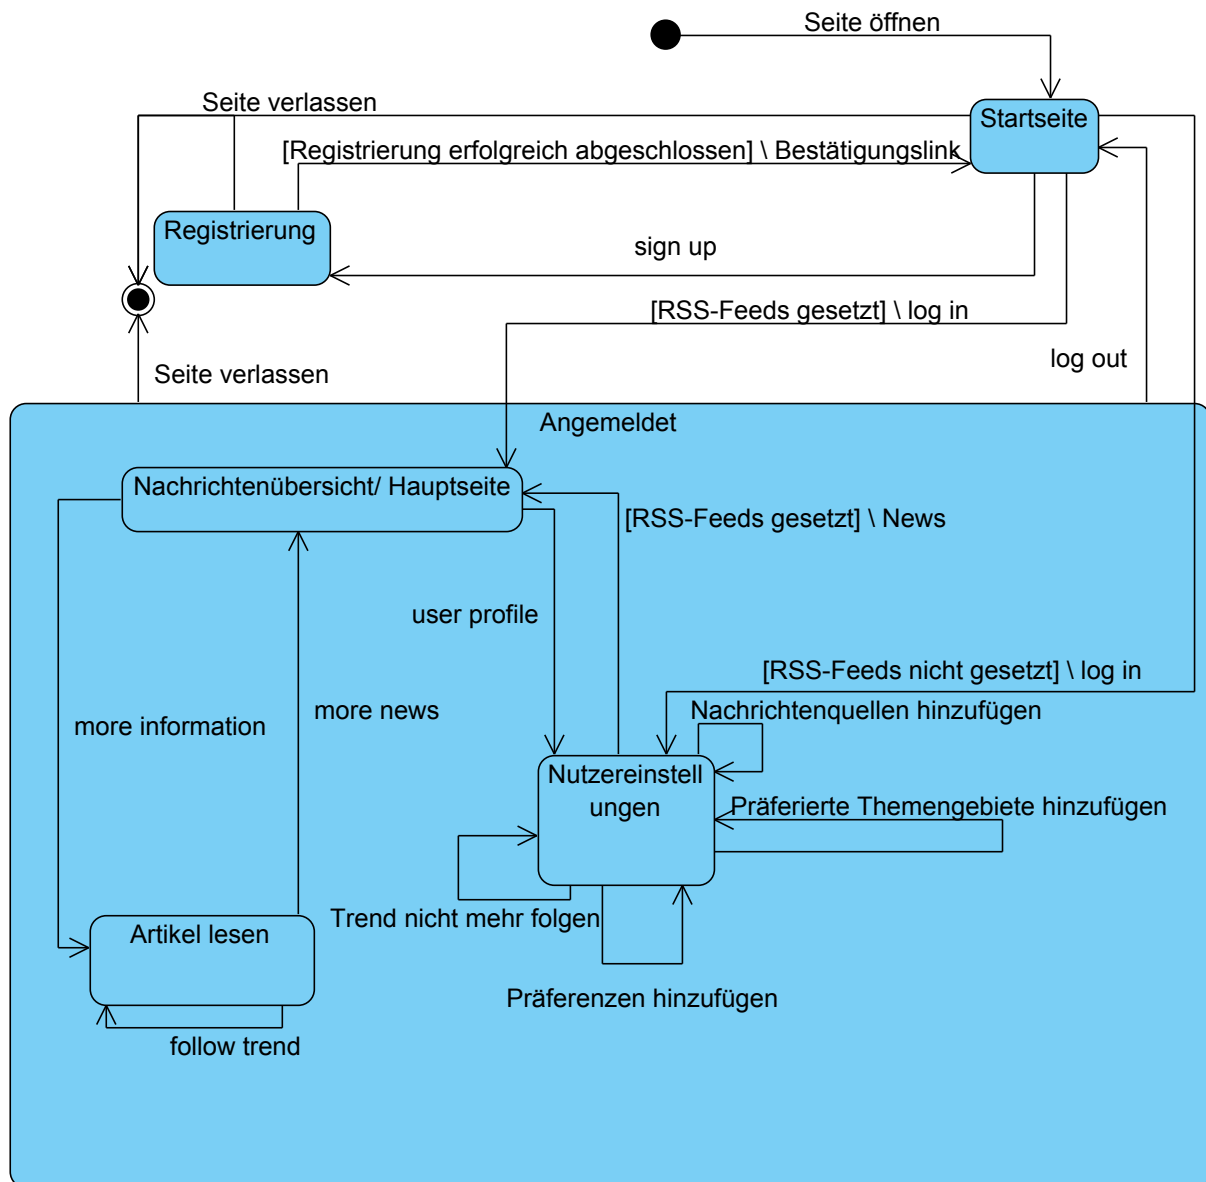 Seite öffnen
Seite verlassen
Startseite
[Registrierung erfolgreich abgeschlossen] \ Bestätigungslink
Registrierung
sign up
[RSS-Feeds gesetzt] \ log in
log out
Seite verlassen
Angemeldet
Nachrichtenübersicht/ Hauptseite
[RSS-Feeds gesetzt] \ News
user profile
[RSS-Feeds nicht gesetzt] \ log in
more information
more news
Nachrichtenquellen hinzufügen
Nutzereinstell
ungen
Präferierte Themengebiete hinzufügen
Trend nicht mehr folgen
Artikel lesen
Präferenzen hinzufügen
follow trend